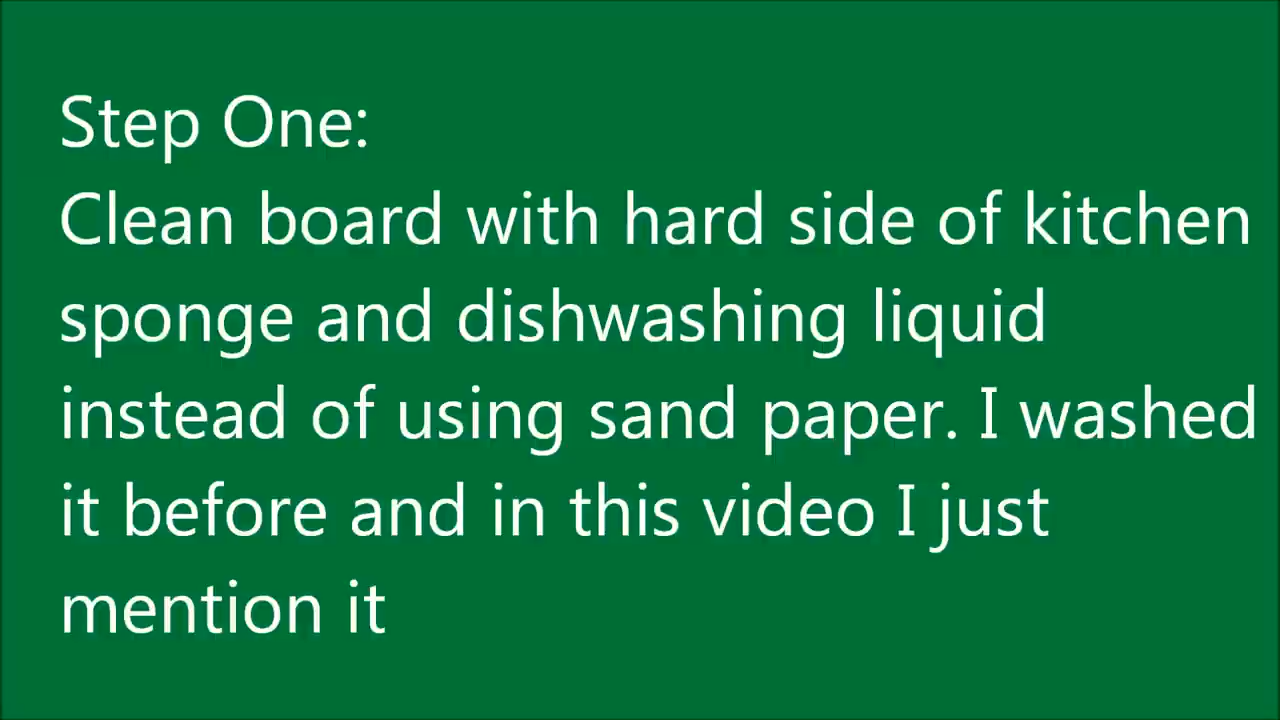 Step One:
Clean board with hard side of kitchen
sponge and dishwashing liquid
instead of using sand paper. I washed
it before and in this video I just
mention it